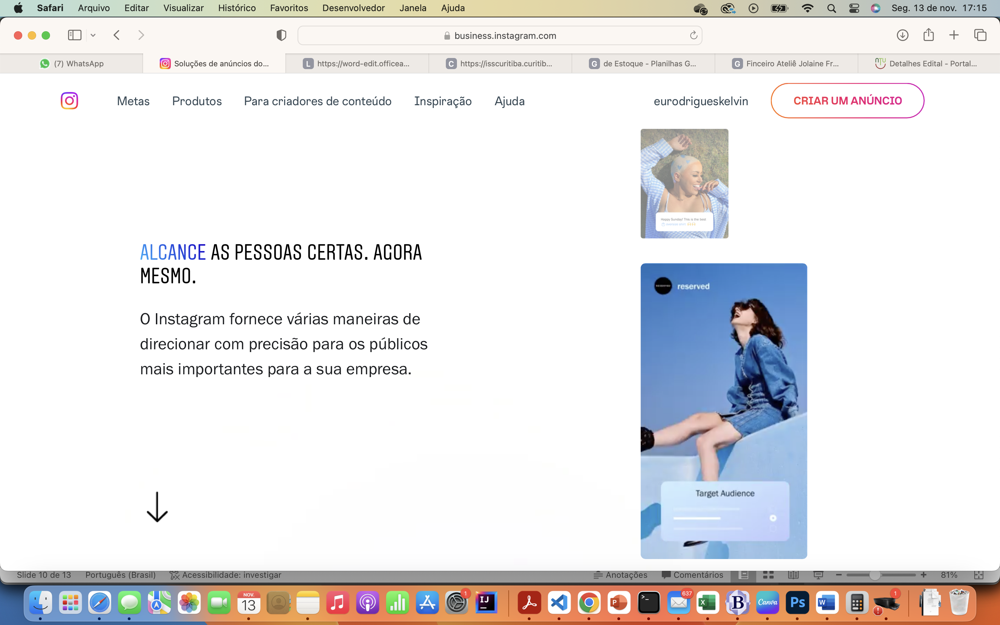 Safari Arquivo Editar Visualizar Histórico Favoritos Desenvolvedor Janela Ajuda Seg. 13 de nov. 17:15
business.instagram.com
(7) WhatsApp
Soluções de anúncios do...
L https://word-edit.officea...
C https://isscuritiba.curitib...
G de Estoque - Planilhas G...
G Finceiro Ateliê Jolaine Fr...
Detalhes Edital - Portal...
Metas Produtos Para criadores de conteúdo Inspiração Ajuda eurodrigueskelvin CRIAR UM ANÚNCIO
Happy Sunday! This is the best
oversize shirt 🙌🙌
ALCANCE AS PESSOAS CERTAS. AGORA
MESMO.
O Instagram fornece várias maneiras de
direcionar com precisão para os públicos
mais importantes para a sua empresa.
RESERVED reserved
Target Audience
Slide 10 de 13 Português (Brasil) Acessibilidade: investigar Anotações Comentários 81%
NOV.
13
1
IJ
P
637
X
B
Canva
Ps
W
1